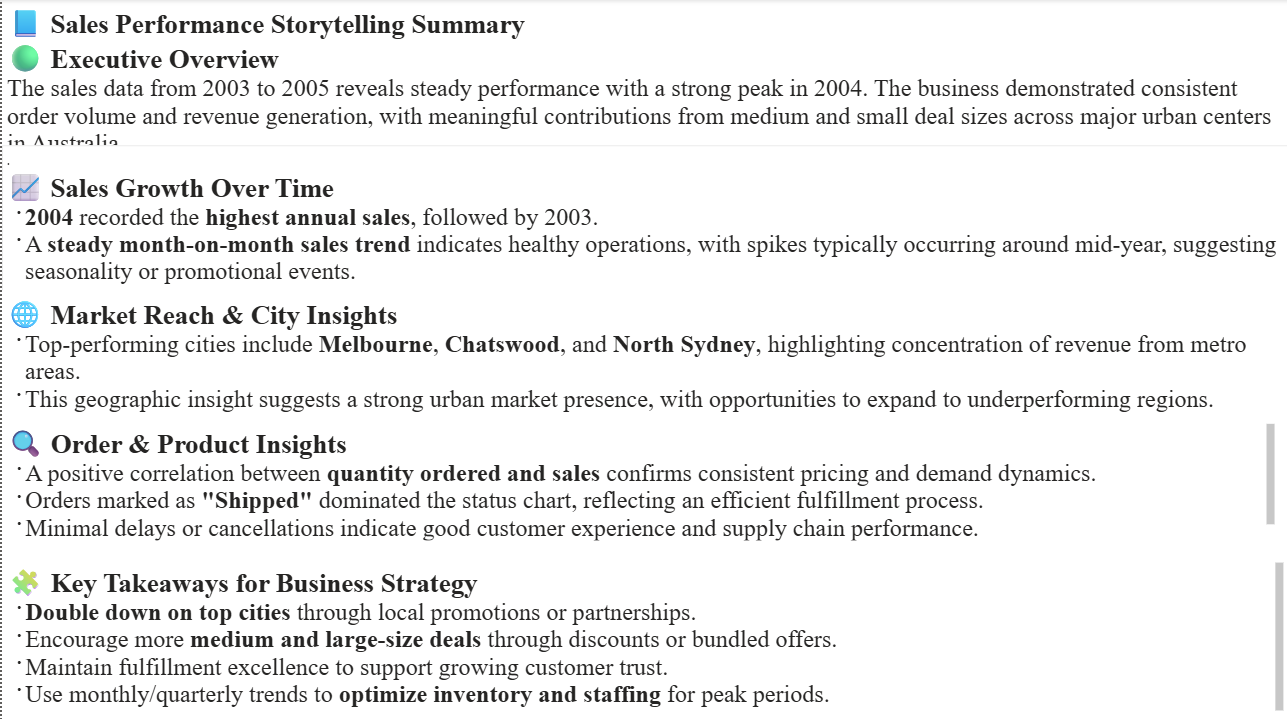 Sales Performance Storytelling Summary
Executive Overview
The sales data from 2003 to 2005 reveals steady performance with a strong peak in 2004. The business demonstrated consistent
order volume and revenue generation, with meaningful contributions from medium and small deal sizes across major urban centers
in Australia.
Sales Growth Over Time
· 2004 recorded the highest annual sales, followed by 2003.
· A steady month-on-month sales trend indicates healthy operations, with spikes typically occurring around mid-year, suggesting
seasonality or promotional events.
Market Reach & City Insights
· Top-performing cities include Melbourne, Chatswood, and North Sydney, highlighting concentration of revenue from metro
areas.
· This geographic insight suggests a strong urban market presence, with opportunities to expand to underperforming regions.
Order & Product Insights
· A positive correlation between quantity ordered and sales confirms consistent pricing and demand dynamics.
· Orders marked as "Shipped" dominated the status chart, reflecting an efficient fulfillment process.
· Minimal delays or cancellations indicate good customer experience and supply chain performance.
Key Takeaways for Business Strategy
· Double down on top cities through local promotions or partnerships.
· Encourage more medium and large-size deals through discounts or bundled offers.
· Maintain fulfillment excellence to support growing customer trust.
· Use monthly/quarterly trends to optimize inventory and staffing for peak periods.